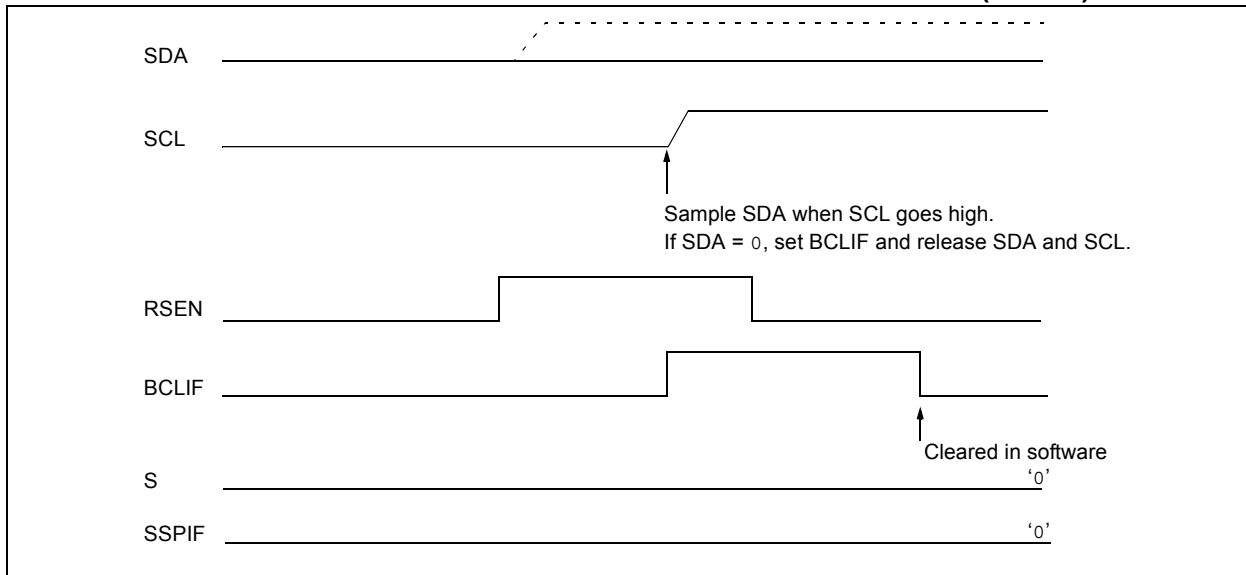 SDA
SCL
Sample SDA when SCL goes high.
If SDA = 0, set BCLIF and release SDA and SCL.
RSEN
BCLIF
Cleared in software
S
‘0’
SSPIF
‘0’